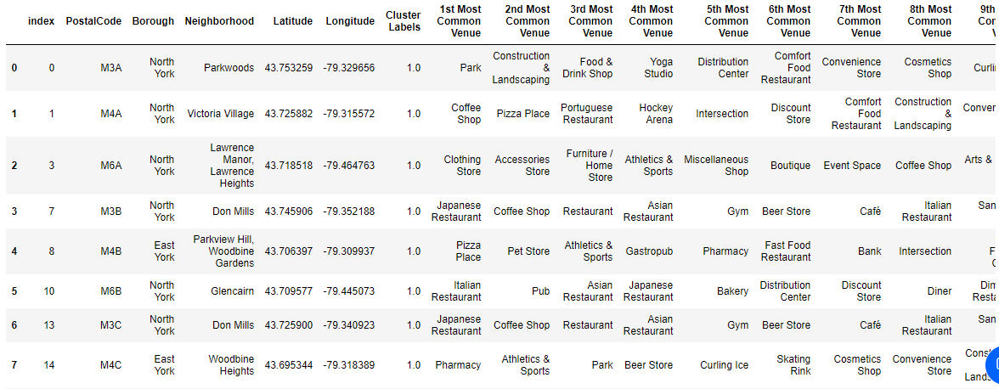 index PostalCode Borough Neighborhood Latitude Longitude Cluster Labels 1st Most Common Venue 2nd Most Common Venue 3rd Most Common Venue 4th Most Common Venue 5th Most Common Venue 6th Most Common Venue 7th Most Common Venue 8th Most Common Venue 9th
0 0 M3A North York Parkwoods 43.753259 -79.329656 1.0 Park Construction & Landscaping Food & Drink Shop Yoga Studio Distribution Center Comfort Food Restaurant Convenience Store Cosmetics Shop
1 1 M4A North York Victoria Village 43.725882 -79.315572 1.0 Coffee Shop Pizza Place Portuguese Restaurant Hockey Arena Intersection Discount Store Comfort Food Restaurant Construction & Landscaping
2 3 M6A North York Lawrence Manor, Lawrence Heights 43.718518 -79.464763 1.0 Clothing Store Accessories Store Furniture / Home Store Athletics & Sports Miscellaneous Shop Boutique Event Space Coffee Shop Arts &
3 7 M3B North York Don Mills 43.745906 -79.352188 1.0 Japanese Restaurant Coffee Shop Restaurant Asian Restaurant Gym Beer Store Café Italian Restaurant
4 8 M4B East York Parkview Hill, Woodbine Gardens 43.706397 -79.309937 1.0 Pizza Place Pet Store Athletics & Sports Gastropub Pharmacy Fast Food Restaurant Bank Intersection
5 10 M6B North York Glencairn 43.709577 -79.445073 1.0 Italian Restaurant Pub Asian Restaurant Japanese Restaurant Bakery Distribution Center Discount Store Diner
6 13 M3C North York Don Mills 43.725900 -79.340923 1.0 Japanese Restaurant Coffee Shop Restaurant Asian Restaurant Gym Beer Store Café Italian Restaurant
7 14 M4C East York Woodbine Heights 43.695344 -79.318389 1.0 Pharmacy Athletics & Sports Park Beer Store Curling Ice Skating Rink Cosmetics Shop Convenience Store